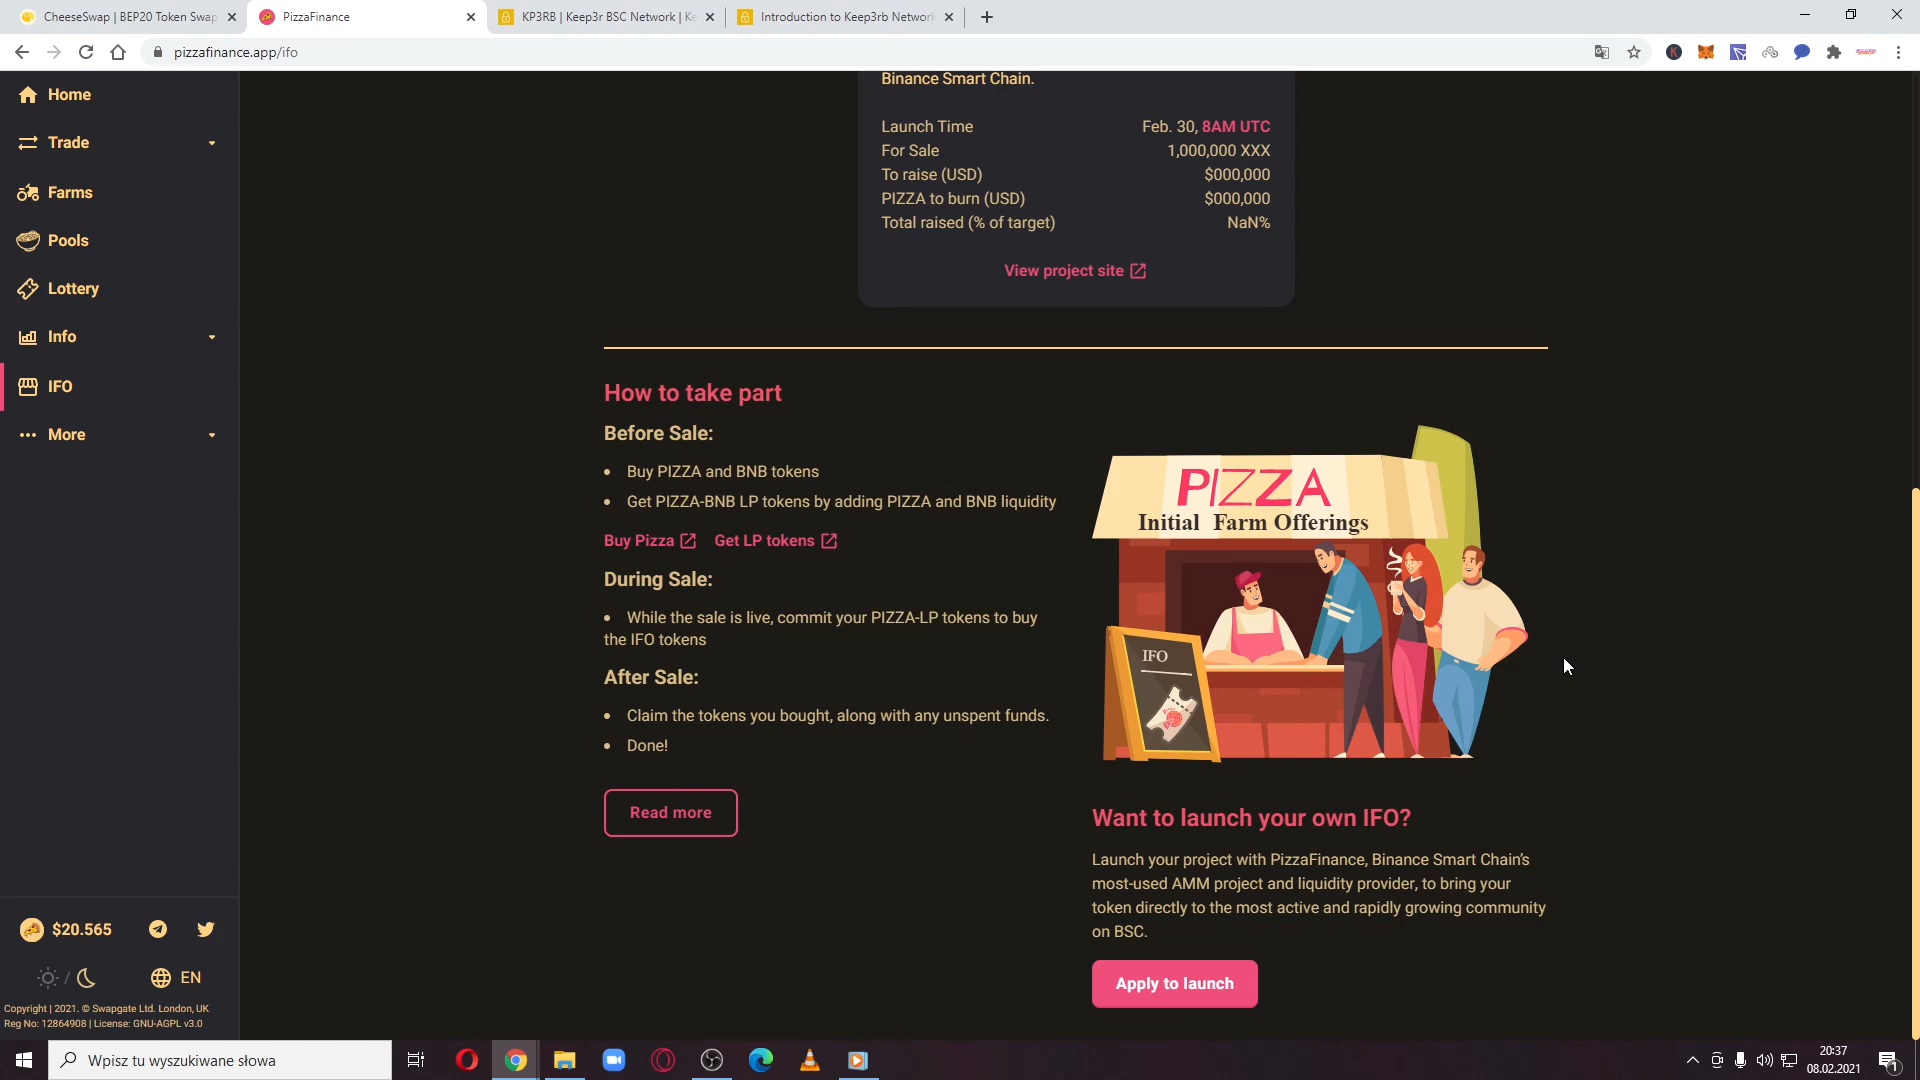 CheeseSwap | BEP20 Token Swap
PizzaFinance
KP3RB | Keep3r BSC Network | Ke
Introduction to Keep3rb Network
pizzafinance.app/ifo
Home
Trade
Farms
Pools
Lottery
Info
IFO
More
$20.565
EN
Copyright | 2021. © Swapgate Ltd. London, UK
Reg No: 12864908 | License: GNU-AGPL v3.0
Binance Smart Chain.
Launch Time Feb. 30, 8AM UTC
For Sale 1,000,000 XXX
To raise (USD) $000,000
PIZZA to burn (USD) $000,000
Total raised (% of target) NaN%
View project site
How to take part
Before Sale:
• Buy PIZZA and BNB tokens
• Get PIZZA-BNB LP tokens by adding PIZZA and BNB liquidity
Buy Pizza Get LP tokens
During Sale:
• While the sale is live, commit your PIZZA-LP tokens to buy
the IFO tokens
After Sale:
• Claim the tokens you bought, along with any unspent funds.
• Done!
Read more
PIZZA
Initial Farm Offerings
IFO
Want to launch your own IFO?
Launch your project with PizzaFinance, Binance Smart Chain's
most-used AMM project and liquidity provider, to bring your
token directly to the most active and rapidly growing community
on BSC.
Apply to launch
Wpisz tu wyszukiwane słowa
20:37
08.02.2021
1